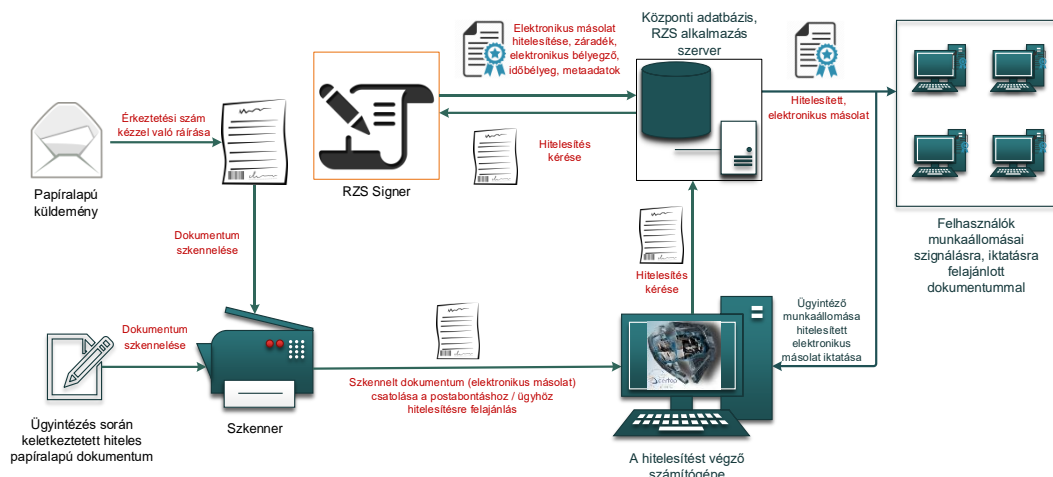 Elektronikus másolat
hitelesítése, záradék,
elektronikus bélyegző,
időbélyeg, metaadatok
Központi adatbázis,
RZS alkalmazás
szerver
Érkeztetési szám
kézzel való ráírása
Hitelesített,
elektronikus másolat
Hitelesítés
kérése
Papíralapú
küldemény
RZS Signer
Felhasználók
munkaállomásai
szignálásra, iktatásra
felajánlott
dokumentummal
Dokumentum
szkennelése
Hitelesítés
kérése
Ügyintéző
munkaállomása
hitelesített
elektronikus
másolat iktatása
Dokumentum
szkennelése
Szkennelt dokumentum (elektronikus másolat)
csatolása a postabontáshoz / ügyhöz
hitelesítésre felajánlás
Szkenner
Ügyintézés során
keletkeztetett hiteles
papíralapú dokumentum
A hitelesítést végző
számítógépe